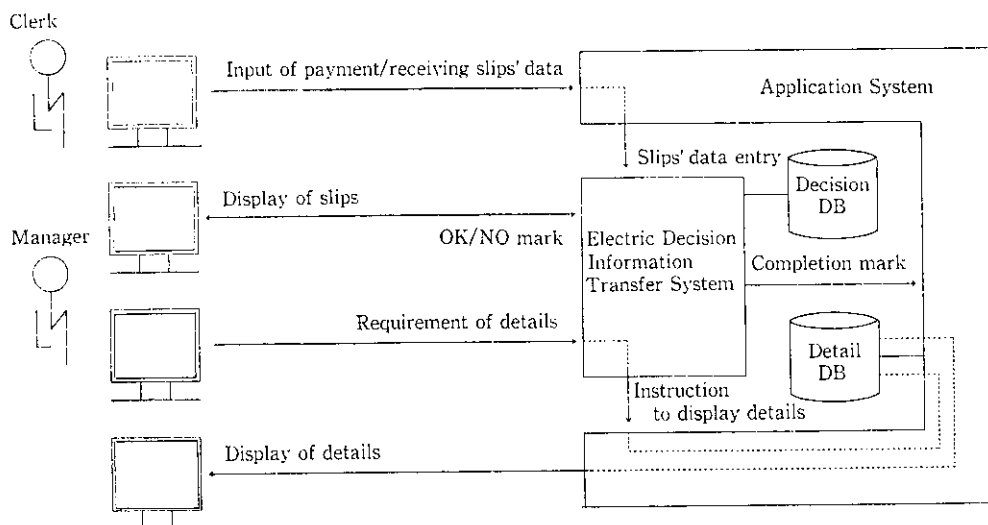 Clerk
Input of payment/receiving slips' data
Application System
Slips' data entry
Decision
DB
Display of slips
OK/NO mark
Manager
Electric Decision
Information
Transfer System
Completion mark
Requirement of details
Detail
DB
Instruction
to display details
Display of details